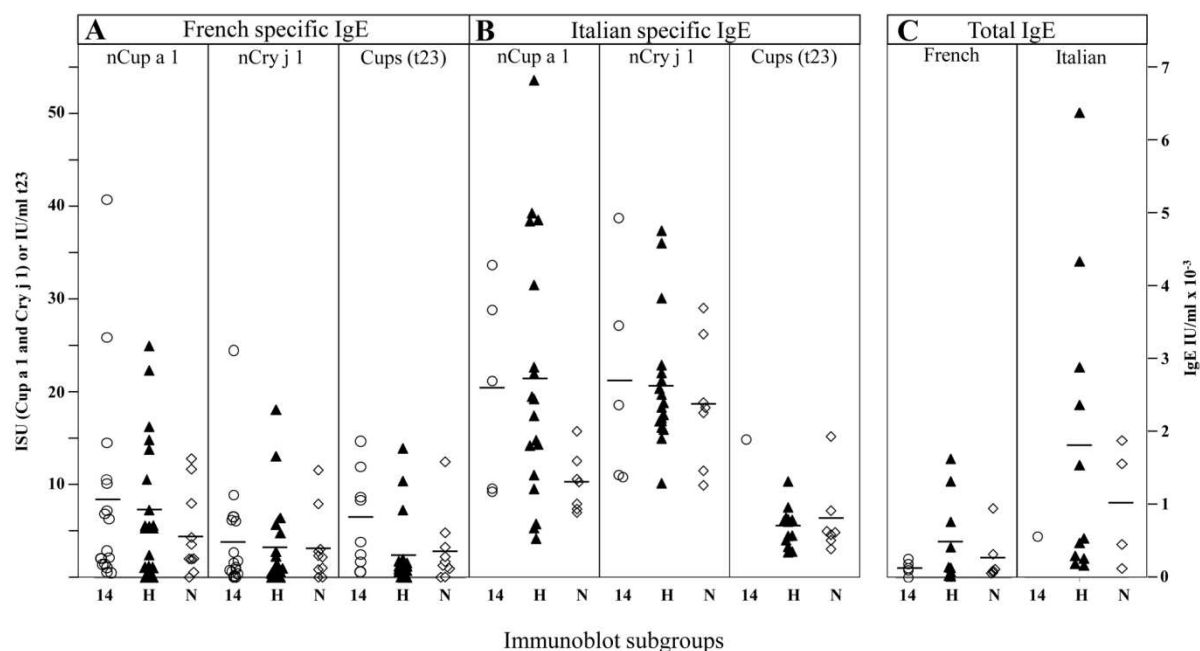 A French specific IgE B Italian specific IgE C Total IgE
nCup a 1 nCry j 1 Cups (t23) nCup a 1 nCry j 1 Cups (t23) French Italian
ISU (Cup a 1 and Cry j 1) or IU/ml t23
50
40
30
20
10
7
6
5
4
3
2
1
0
IgE IU/ml x 10⁻³
14 H N 14 H N 14 H N 14 H N 14 H N 14 H N 14 H N 14 H N
Immunoblot subgroups